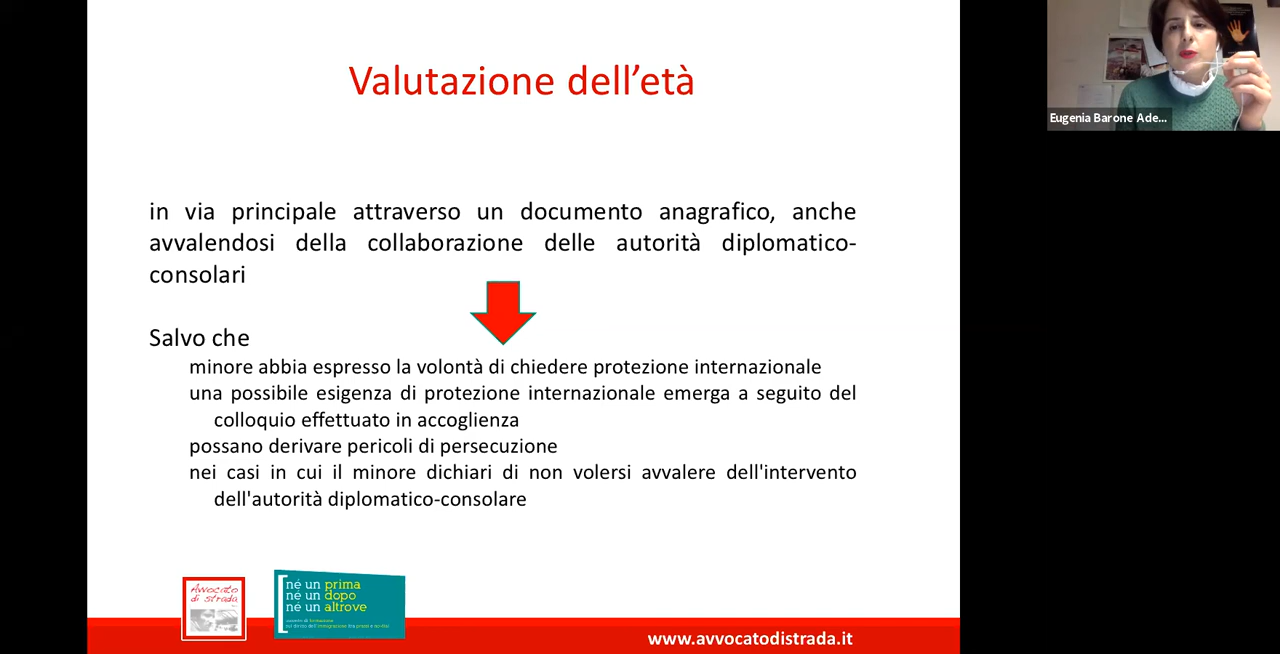 Valutazione dell’età
Eugenia Barone Ade...
in via principale attraverso un documento anagrafico, anche
avvalendosi della collaborazione delle autorità diplomatico-
consolari
Salvo che
minore abbia espresso la volontà di chiedere protezione internazionale
una possibile esigenza di protezione internazionale emerga a seguito del
colloquio effettuato in accoglienza
possano derivare pericoli di persecuzione
nei casi in cui il minore dichiari di non volersi avvalere dell'intervento
dell'autorità diplomatico-consolare
Avvocato
di strada
né un prima
né un dopo
né un altrove
www.avvocatodistrada.it